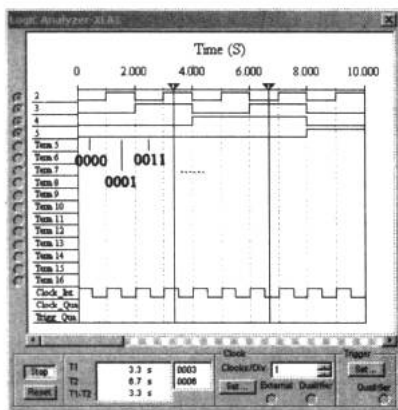 Logic Analyzer-XLA1
Time (S)
0 2.000 4.000 6.000 8.000 10.000
2
3
4
5
Term 5
Term 6
Term 7
Term 8
Term 9
Term 10
Term 11
Term 12
Term 13
Term 14
Term 15
Term 16
0000 0011
0001
Clock_Int
Clock_Qua
Trigg_Qua
Stop
Reset
T1 3.3 s 0003
T2 6.7 s 0006
T1-T2 3.3 s
Clock
Clocks/Div 1
Set... External Qualifier
Trigger
Set...
Qualifier